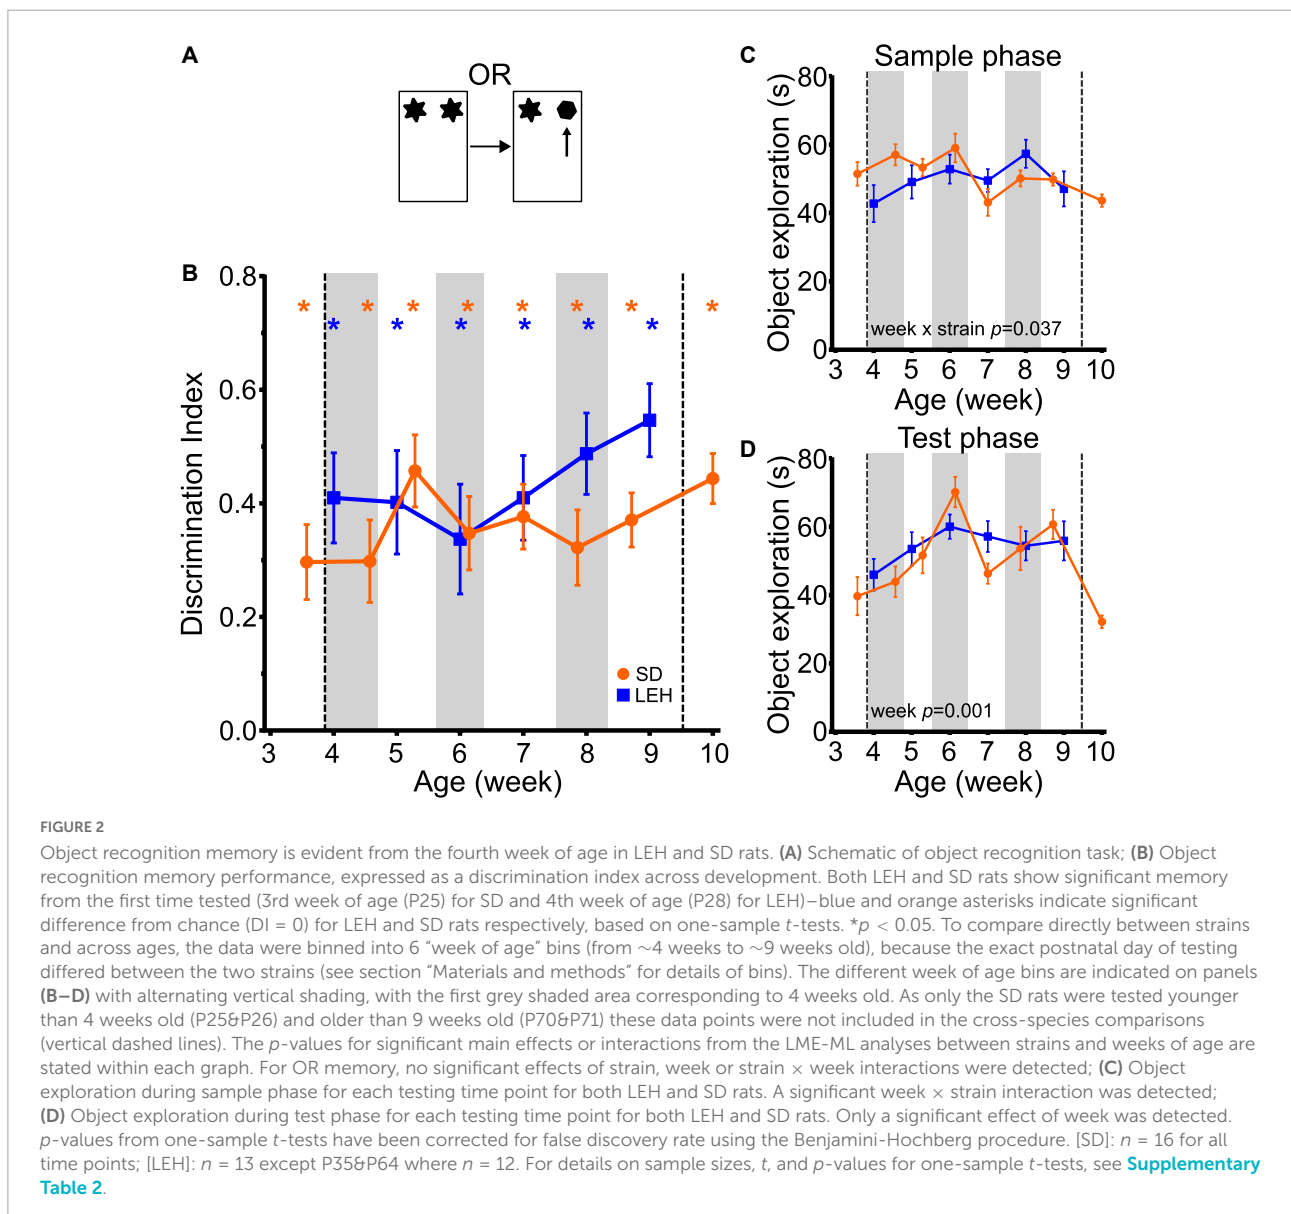 A
OR
B
0.8
0.6
0.4
0.2
0.0
Discrimination Index
* * * * * * * *
* * * * * *
SD
LEH
3 4 5 6 7 8 9 10
Age (week)
C
Sample phase
80
60
40
20
0
Object exploration (s)
week x strain p=0.037
3 4 5 6 7 8 9 10
Age (week)
D
Test phase
80
60
40
20
0
Object exploration (s)
week p=0.001
3 4 5 6 7 8 9 10
Age (week)
FIGURE 2
Object recognition memory is evident from the fourth week of age in LEH and SD rats. (A) Schematic of object recognition task; (B) Object
recognition memory performance, expressed as a discrimination index across development. Both LEH and SD rats show significant memory
from the first time tested (3rd week of age (P25) for SD and 4th week of age (P28) for LEH)–blue and orange asterisks indicate significant
difference from chance (DI = 0) for LEH and SD rats respectively, based on one-sample t-tests. *p < 0.05. To compare directly between strains
and across ages, the data were binned into 6 “week of age” bins (from ∼4 weeks to ∼9 weeks old), because the exact postnatal day of testing
differed between the two strains (see section “Materials and methods” for details of bins). The different week of age bins are indicated on panels
(B–D) with alternating vertical shading, with the first grey shaded area corresponding to 4 weeks old. As only the SD rats were tested younger
than 4 weeks old (P25&P26) and older than 9 weeks old (P70&P71) these data points were not included in the cross-species comparisons
(vertical dashed lines). The p-values for significant main effects or interactions from the LME-ML analyses between strains and weeks of age are
stated within each graph. For OR memory, no significant effects of strain, week or strain × week interactions were detected; (C) Object
exploration during sample phase for each testing time point for both LEH and SD rats. A significant week × strain interaction was detected;
(D) Object exploration during test phase for each testing time point for both LEH and SD rats. Only a significant effect of week was detected.
p-values from one-sample t-tests have been corrected for false discovery rate using the Benjamini-Hochberg procedure. [SD]: n = 16 for all
time points; [LEH]: n = 13 except P35&P64 where n = 12. For details on sample sizes, t, and p-values for one-sample t-tests, see Supplementary
Table 2.